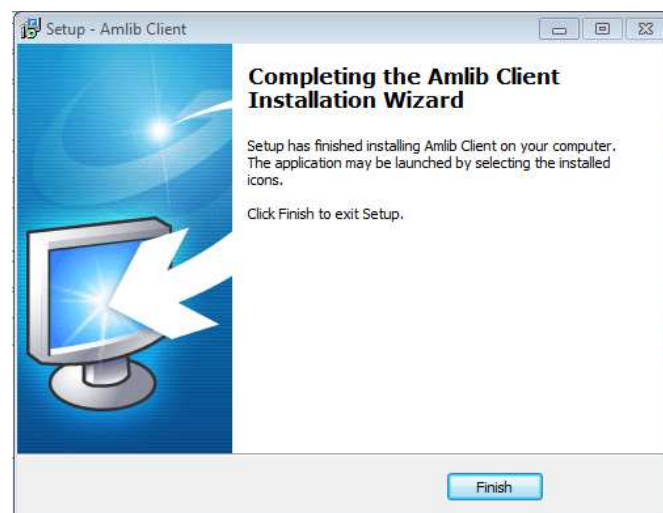 Setup - Amlib Client
Completing the Amlib Client
Installation Wizard
Setup has finished installing Amlib Client on your computer.
The application may be launched by selecting the installed
icons.
Click Finish to exit Setup.
Finish